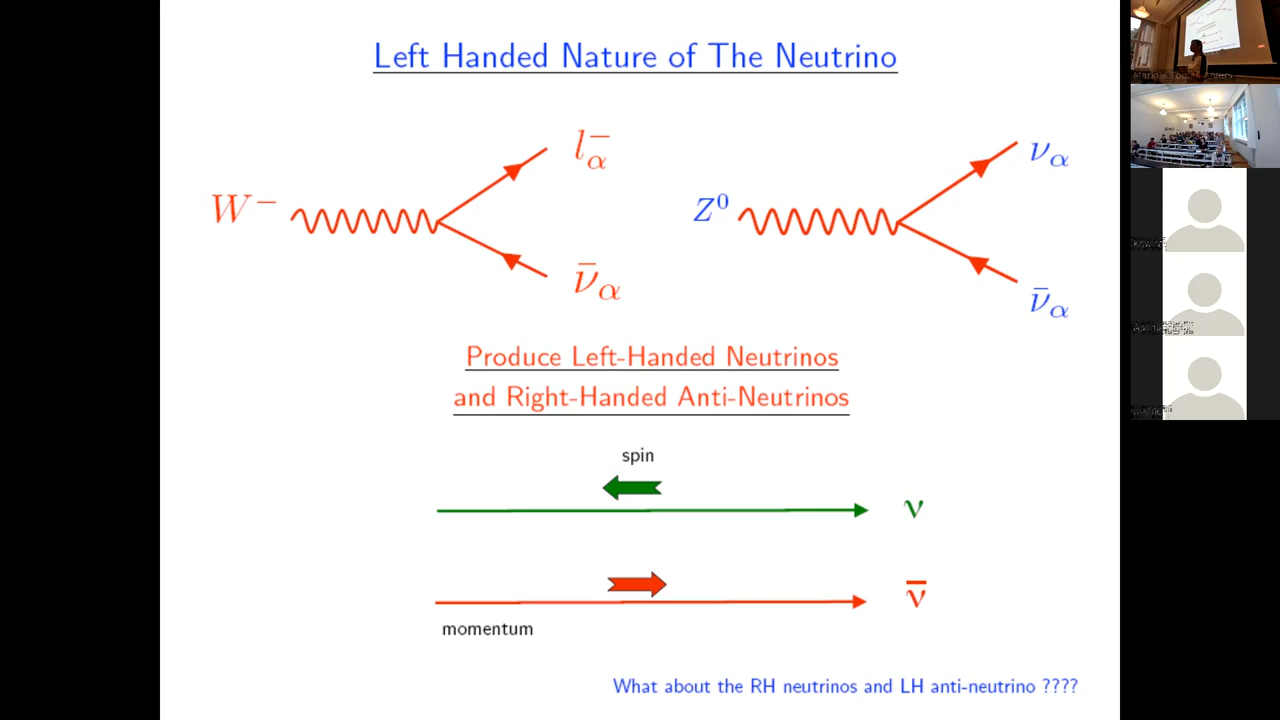 Left Handed Nature of The Neutrino
W⁻
l⁻_α
ν̄_α
Z⁰
ν_α
ν̄_α
Produce Left-Handed Neutrinos
and Right-Handed Anti-Neutrinos
spin
ν
ν̄
momentum
What about the RH neutrinos and LH anti-neutrino ????